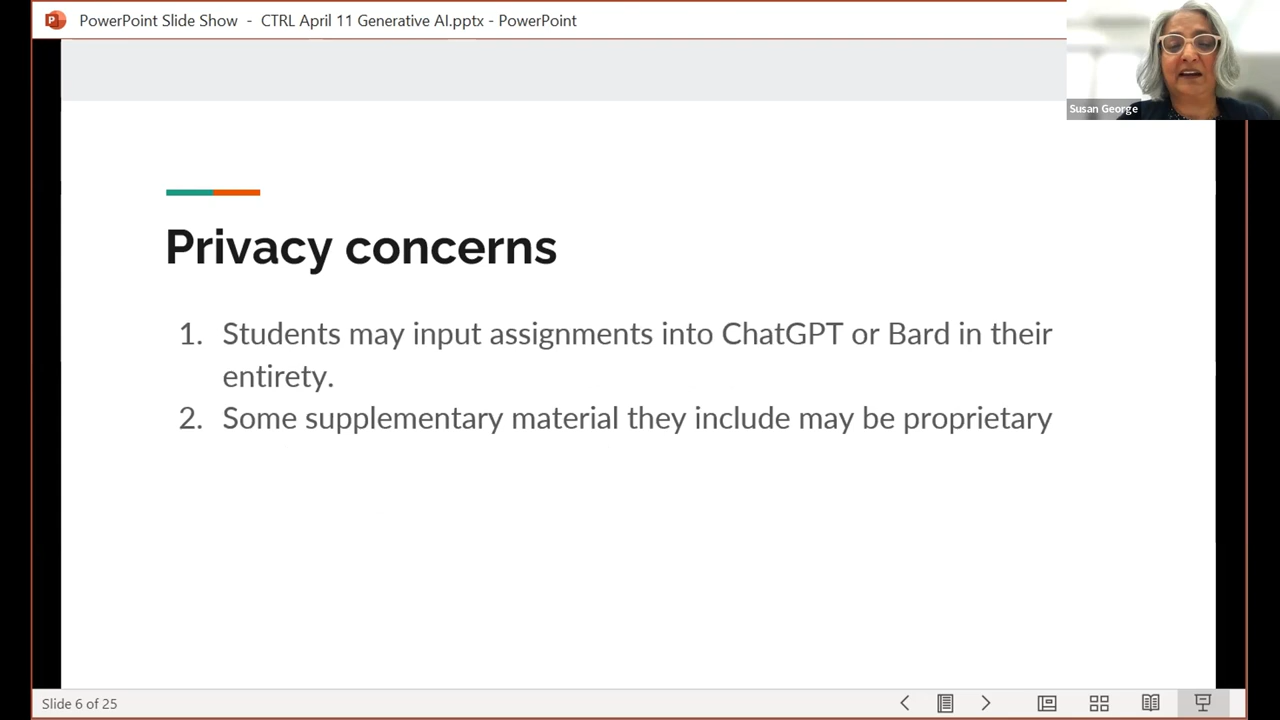 PowerPoint Slide Show - CTRL April 11 Generative AI.pptx - PowerPoint
Susan George
Privacy concerns
1. Students may input assignments into ChatGPT or Bard in their
entirety.
2. Some supplementary material they include may be proprietary
Slide 6 of 25